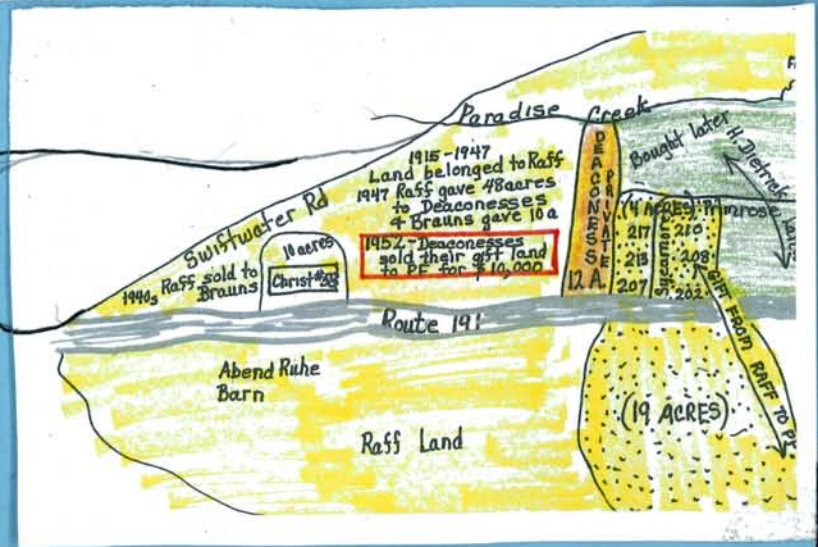 Paradise Creek
1915-1947
Land belonged to Raff
1947 Raff gave 48 acres
to Deaconesses
& Brauns gave 10a
1952-Deaconesses
sold their gift land
to PF for $10,000
Swiftwater Rd
1940s Raff sold to
Brauns
10 acres
Route 191
Abend Ruhe
Barn
Raff Land
DEACONESS
PRIVATE
12 A.
Bought later
H. Dietrick
(4 ACRES) Primrose
217
213
207
Sycamore
210
208
202
GIFT FROM RAFF TO PF
(19 ACRES)